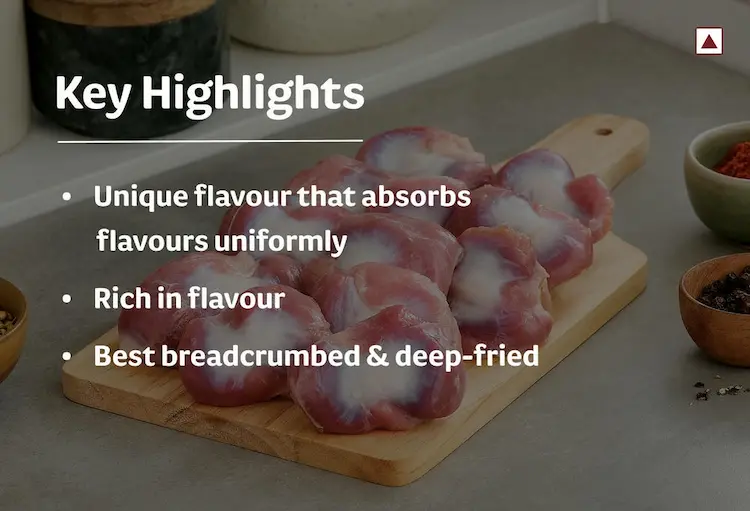 Key Highlights
• Unique flavour that absorbs
flavours uniformly
• Rich in flavour
• Best breadcrumbed & deep-fried